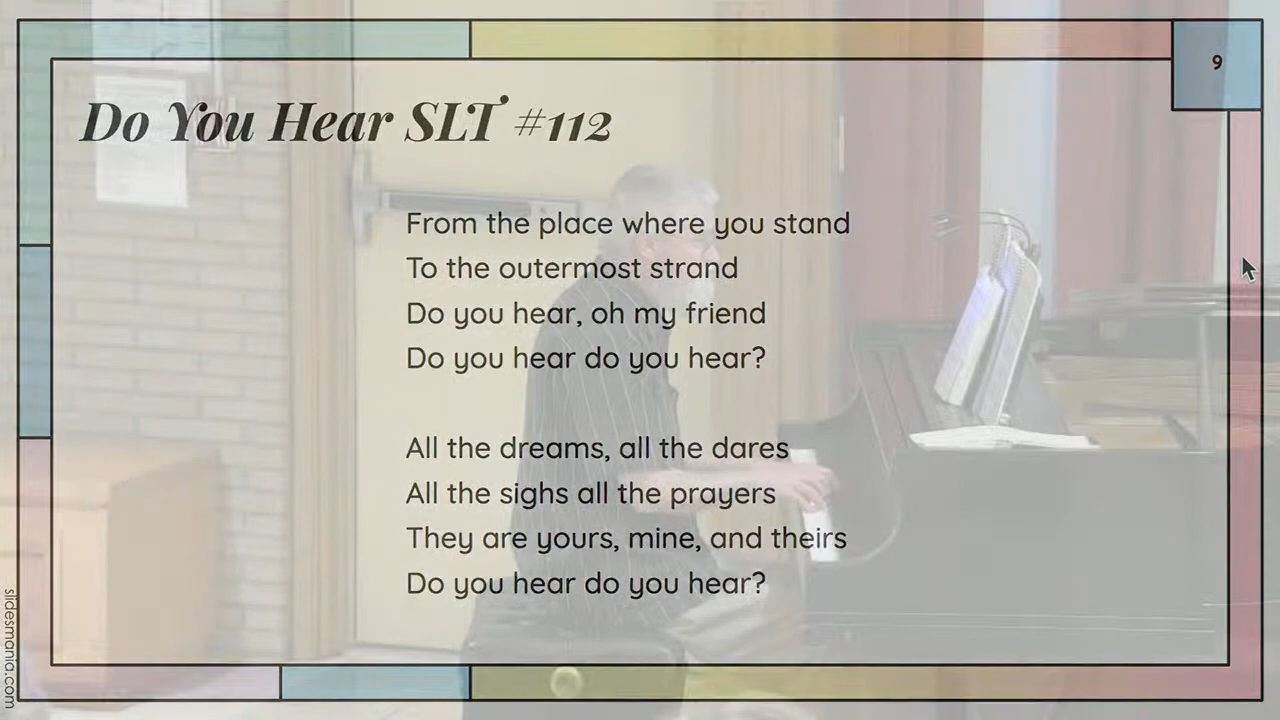 9
Do You Hear SLT #112
From the place where you stand
To the outermost strand
Do you hear, oh my friend
Do you hear do you hear?
All the dreams, all the dares
All the sighs all the prayers
They are yours, mine, and theirs
Do you hear do you hear?
slidesmania.com